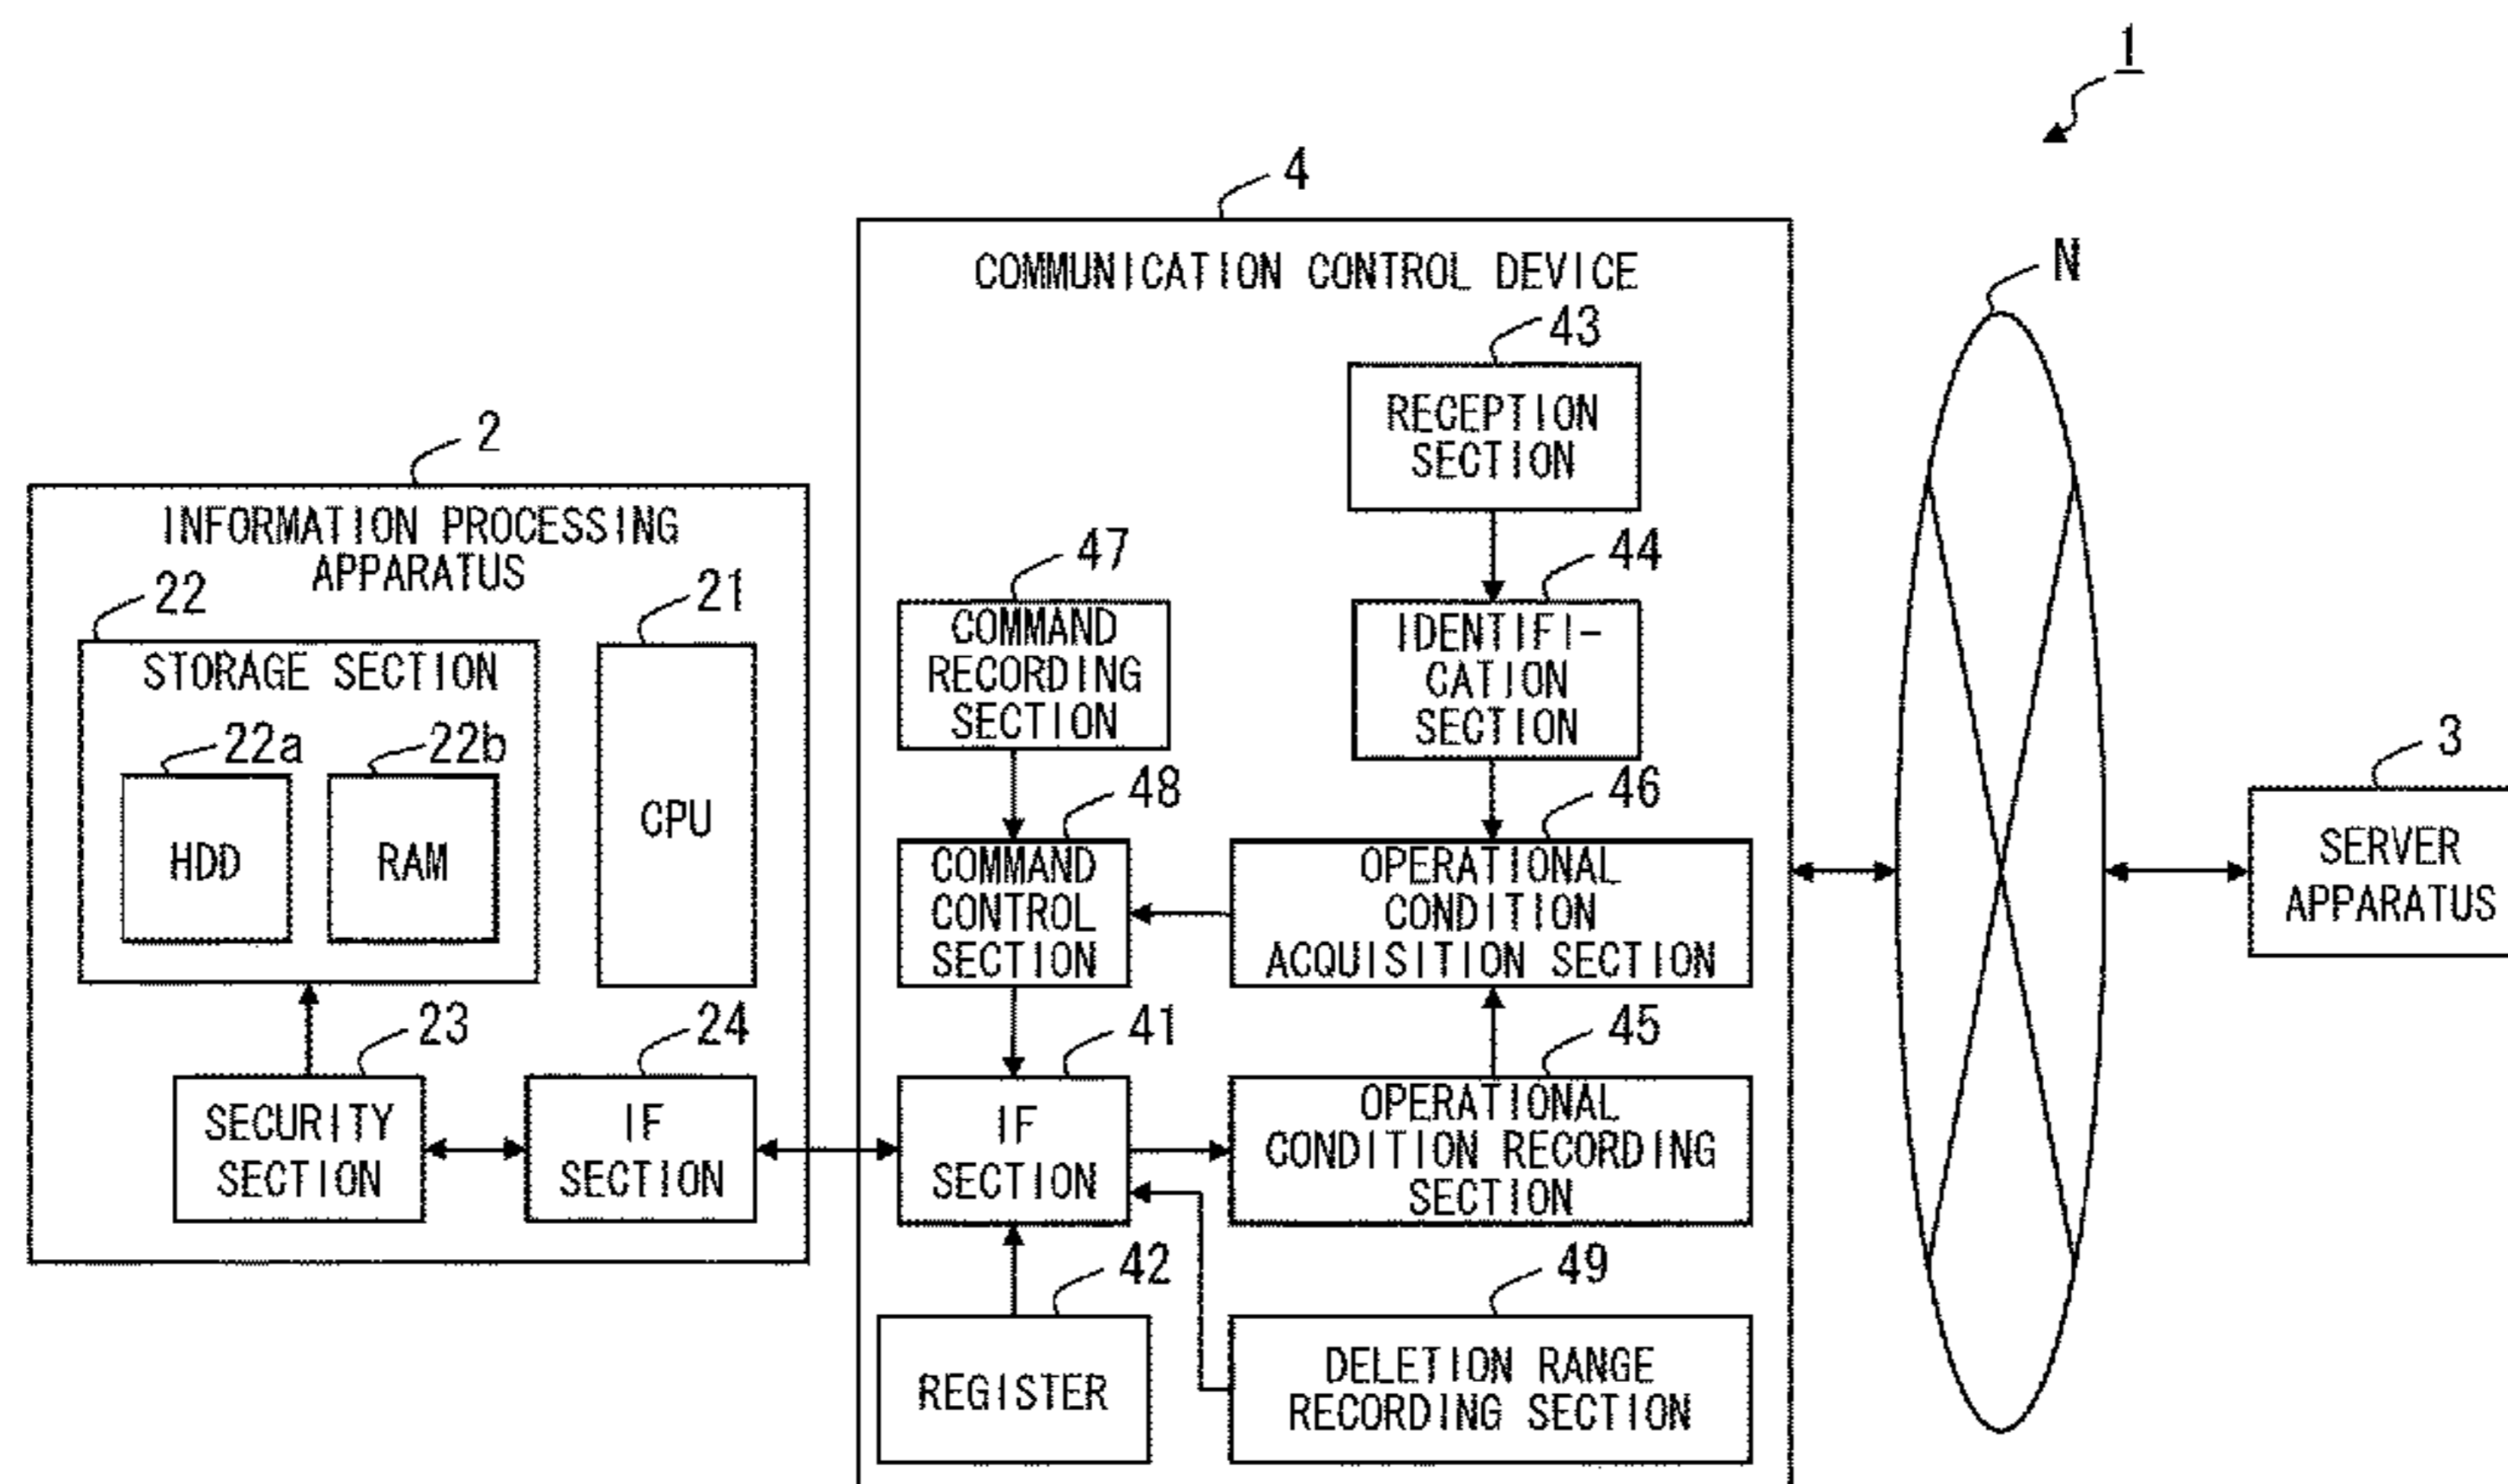 1
4
N
COMMUNICATION CONTROL DEVICE
43
RECEPTION
SECTION
2
INFORMATION PROCESSING
APPARATUS
47
44
22
21
COMMAND
RECORDING
SECTION
IDENTIFI-
CATION
SECTION
STORAGE SECTION
22a
22b
HDD
RAM
CPU
48
46
3
COMMAND
CONTROL
SECTION
OPERATIONAL
CONDITION
ACQUISITION SECTION
SERVER
APPARATUS
23
24
41
45
SECURITY
SECTION
IF
SECTION
IF
SECTION
OPERATIONAL
CONDITION RECORDING
SECTION
42
49
REGISTER
DELETION RANGE
RECORDING SECTION